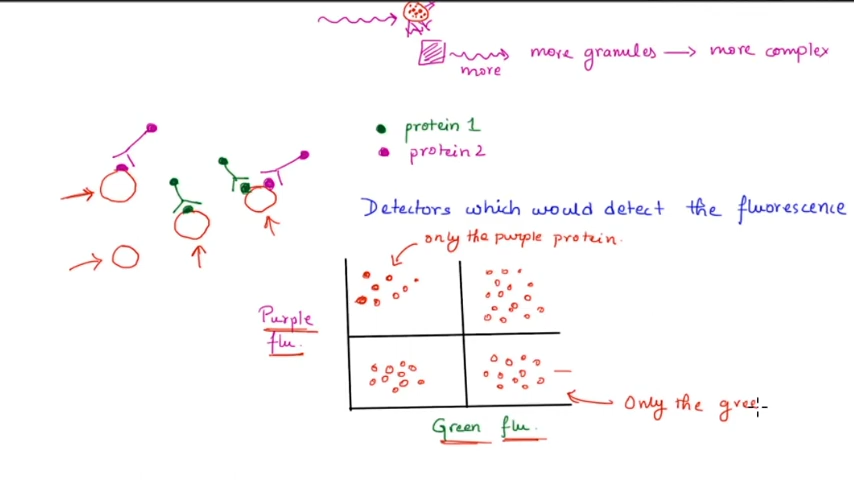 more granules → more complex
more
protein 1
protein 2
Detectors which would detect the fluorescence
only the purple protein.
Purple
flu.
Only the gree
Green flu.